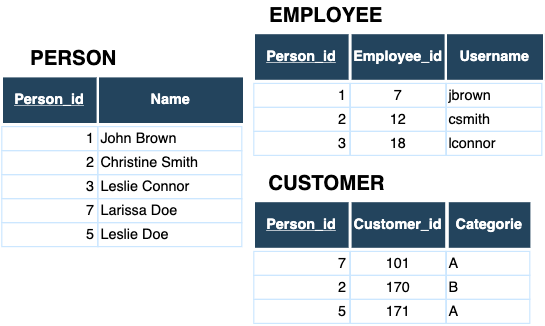 PERSON
Person_id Name
1 John Brown
2 Christine Smith
3 Leslie Connor
7 Larissa Doe
5 Leslie Doe
EMPLOYEE
Person_id Employee_id Username
1 7 jbrown
2 12 csmith
3 18 lconnor
CUSTOMER
Person_id Customer_id Categorie
7 101 A
2 170 B
5 171 A